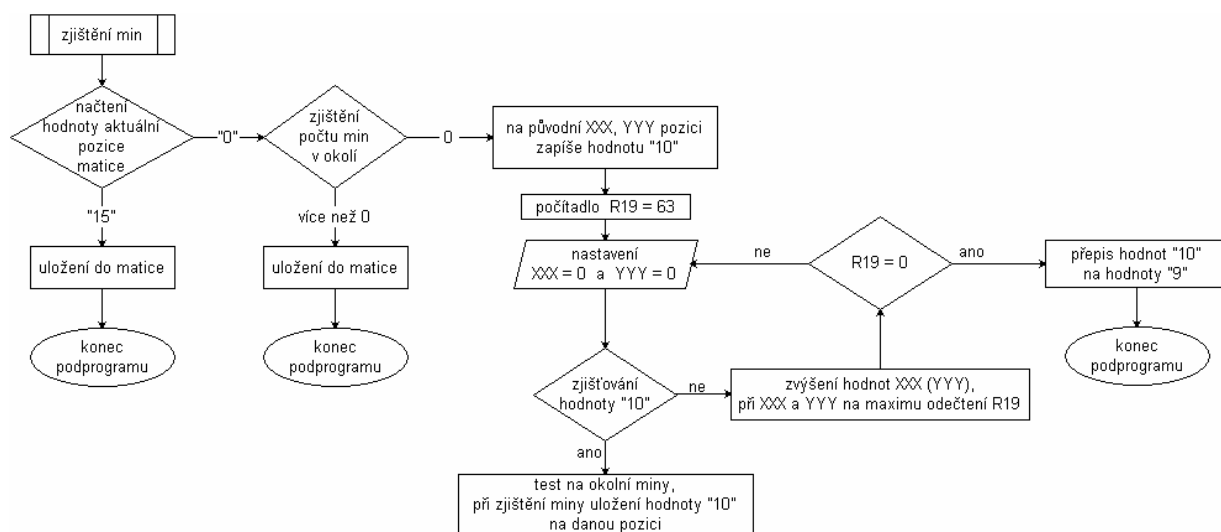 zjištění min
načtení
hodnoty aktuální
pozice
matice
"0"
zjištění
počtu min
v okolí
0
na původní XXX, YYY pozici
zapíše hodnotu "10"
"15"
více než 0
počítadlo R19 = 63
uložení do matice
uložení do matice
nastavení
XXX = 0 a YYY = 0
ne
R19 = 0
ano
přepis hodnot "10"
na hodnoty "9"
konec
podprogramu
konec
podprogramu
konec
podprogramu
zjišťování
hodnoty "10"
ne
zvýšení hodnot XXX (YYY),
při XXX a YYY na maximu odečtení R19
ano
test na okolní miny,
při zjištění miny uložení hodnoty "10"
na danou pozici